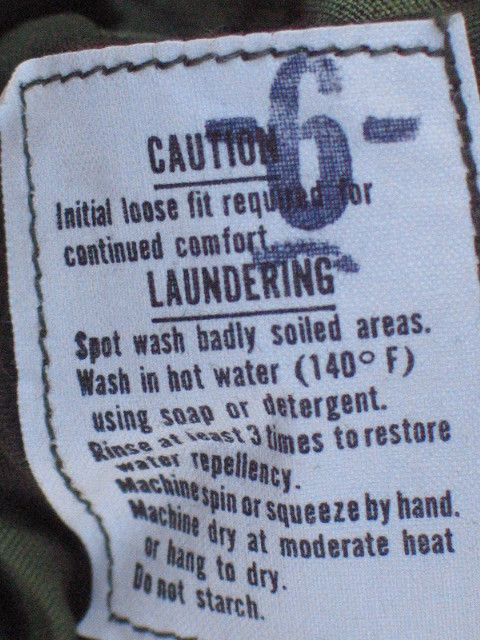 -6-
CAUTION
Initial loose fit required for
continued comfort
LAUNDERING
Spot wash badly soiled areas.
Wash in hot water (140° F)
using soap or detergent.
Rinse at least 3 times to restore
water repellency.
Machine spin or squeeze by hand.
Machine dry at moderate heat
or hang to dry.
Do not starch.